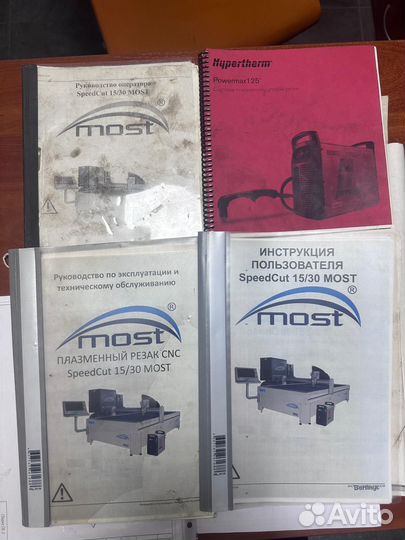 Руководство оператора
SpeedCut 15/30 MOST
most®
Hypertherm®
Powermax125®
Руководство по эксплуатации и
техническому обслуживанию
most®
ПЛАЗМЕННЫЙ РЕЗАК CNC
SpeedCut 15/30 MOST
ИНСТРУКЦИЯ
ПОЛЬЗОВАТЕЛЯ
SpeedCut 15/30 MOST
most®
Avito